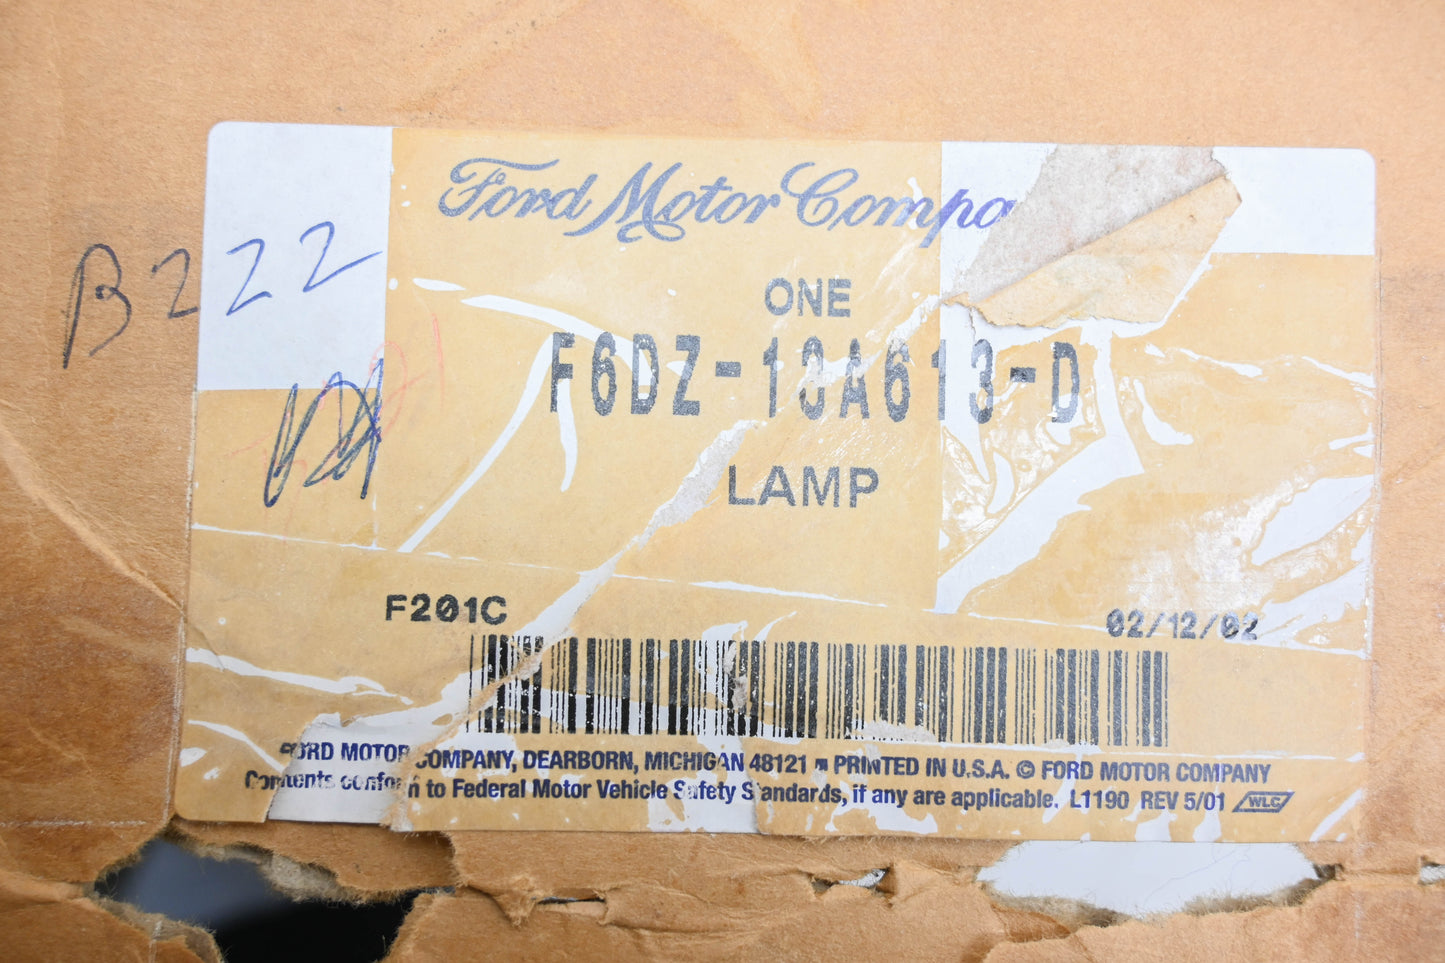 Ford Motor Compa
B222
ONE
F6DZ-13A613-D
LAMP
F201C
02/12/02
FORD MOTOR COMPANY, DEARBORN, MICHIGAN 48121 ■ PRINTED IN U.S.A. © FORD MOTOR COMPANY
Contents conform to Federal Motor Vehicle Safety Standards, if any are applicable. L1190 REV 5/01 WLC